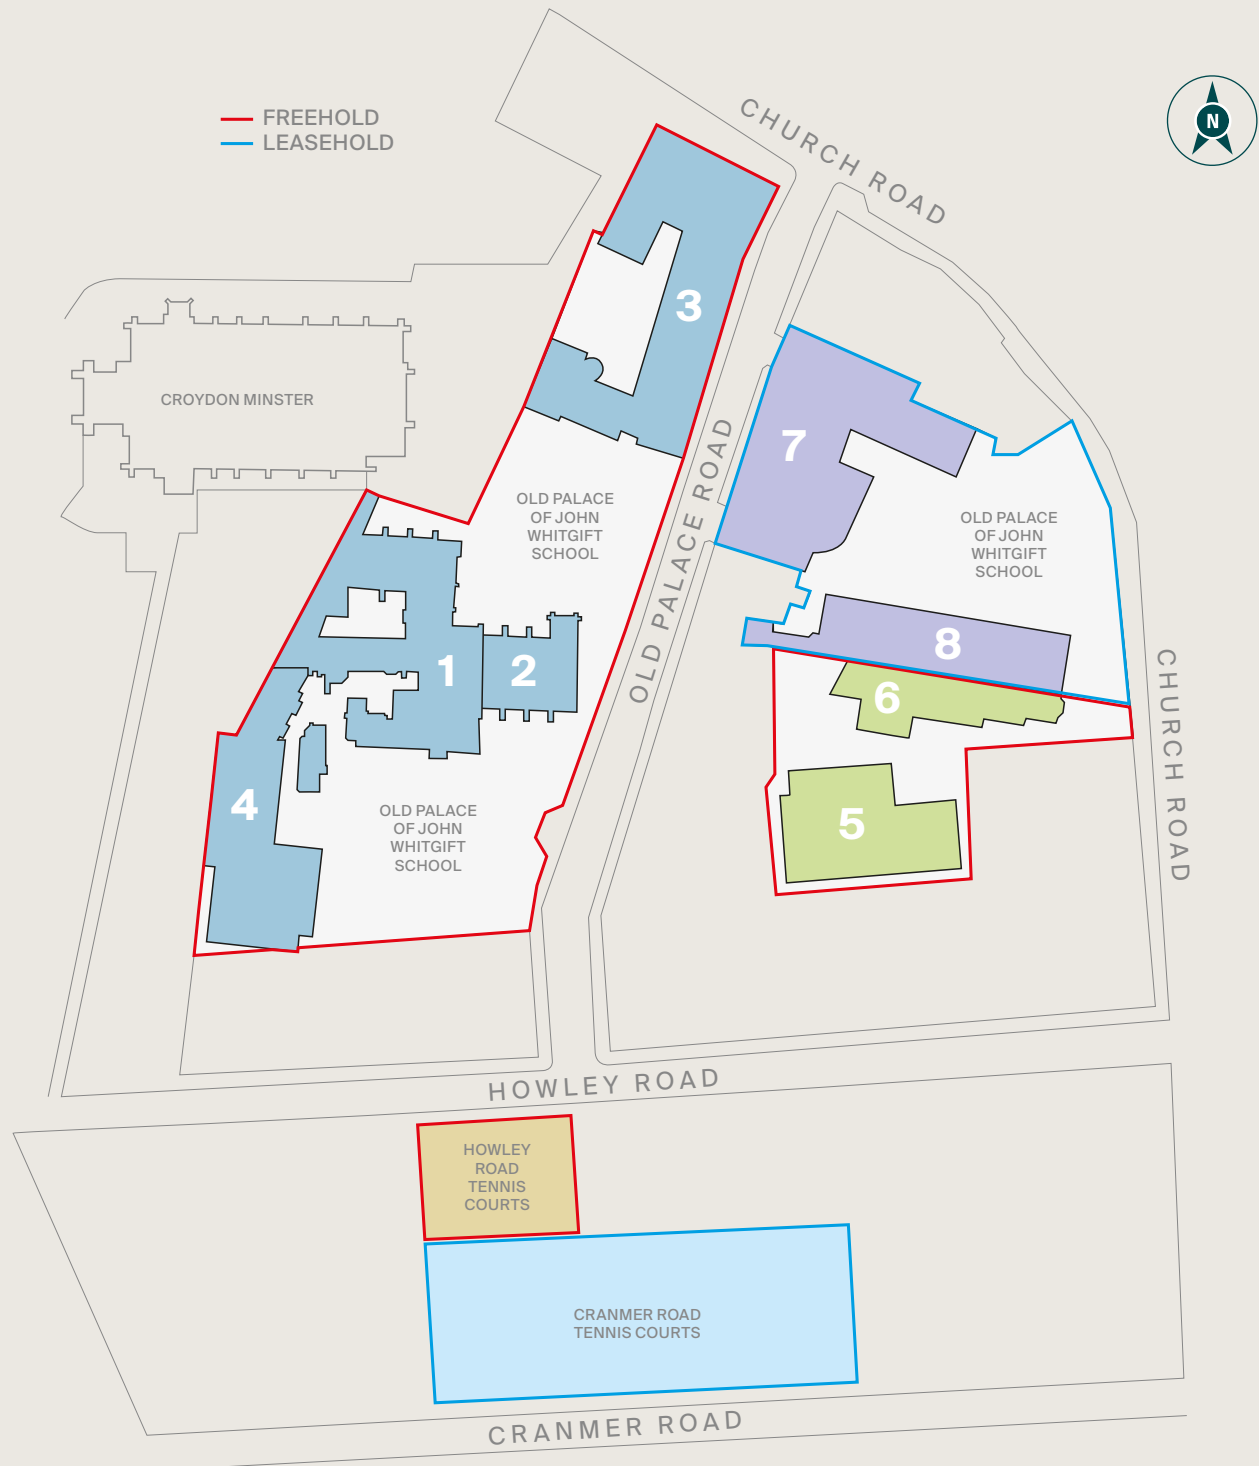 CHURCH ROAD
N
FREEHOLD
LEASEHOLD
3
CROYDON MINSTER
7
OLD PALACE
OF JOHN
WHITGIFT
SCHOOL
OLD PALACE
OF JOHN
WHITGIFT
SCHOOL
OLD PALACE ROAD
1
2
8
6
CHURCH ROAD
4
OLD PALACE
OF JOHN
WHITGIFT
SCHOOL
5
HOWLEY ROAD
HOWLEY
ROAD
TENNIS
COURTS
CRANMER ROAD
TENNIS COURTS
CRANMER ROAD